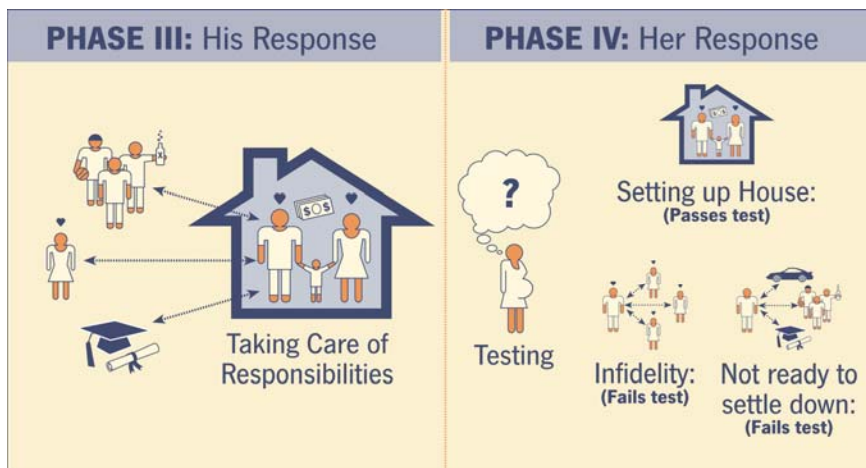 PHASE III: His Response
$O$
Taking Care of
Responsibilities
PHASE IV: Her Response
?
Testing
Setting up House:
(Passes test)
Infidelity:
(Fails test)
Not ready to
settle down:
(Fails test)